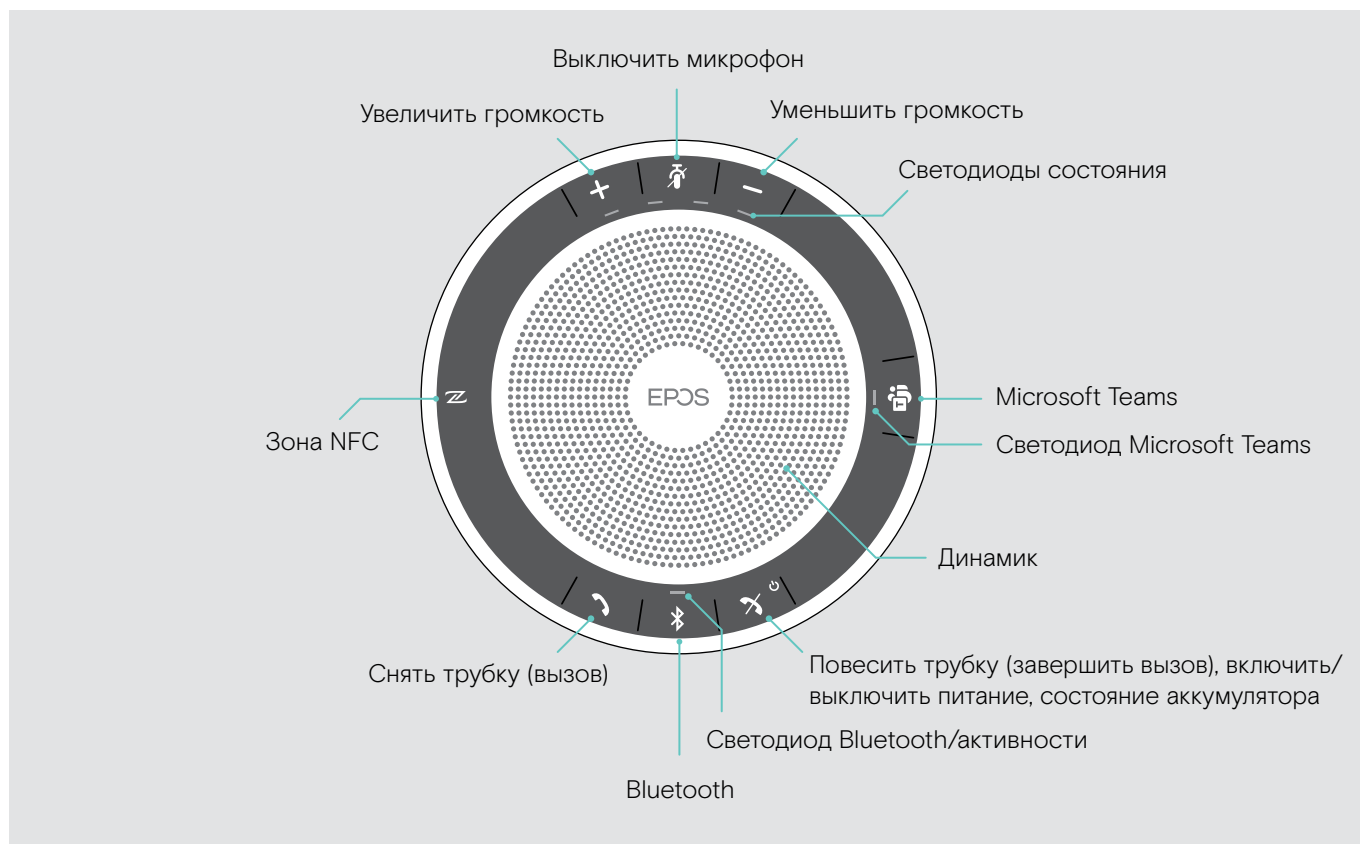 Выключить микрофон
Увеличить громкость
Уменьшить громкость
Светодиоды состояния
EPOS
Microsoft Teams
Зона NFC
Светодиод Microsoft Teams
Динамик
Снять трубку (вызов)
Повесить трубку (завершить вызов), включить/
выключить питание, состояние аккумулятора
Светодиод Bluetooth/активности
Bluetooth